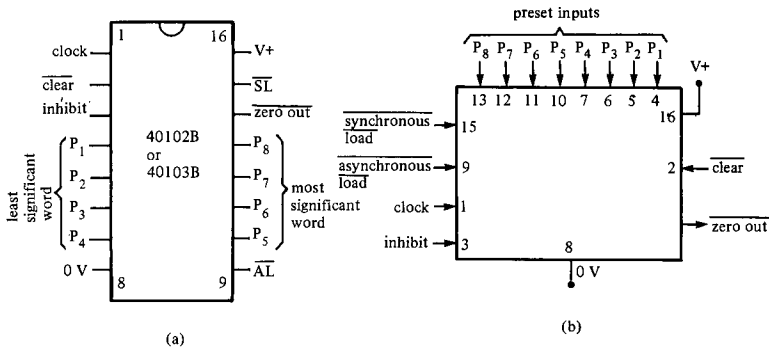 preset inputs
P8 P7 P6 P5 P4 P3 P2 P1
V+
1 16
clock
V+
clear
SL
inhibit
zero out
40102B
or
40103B
P1
P2
P3
P4
least
significant
word
P8
P7
P6
P5
most
significant
word
0 V
AL
8 9
(a)
13 12 11 10 7 6 5 4
16
synchronous
load
15
asynchronous
load
9
2
clear
clock
1
zero out
inhibit
3
8
0 V
(b)